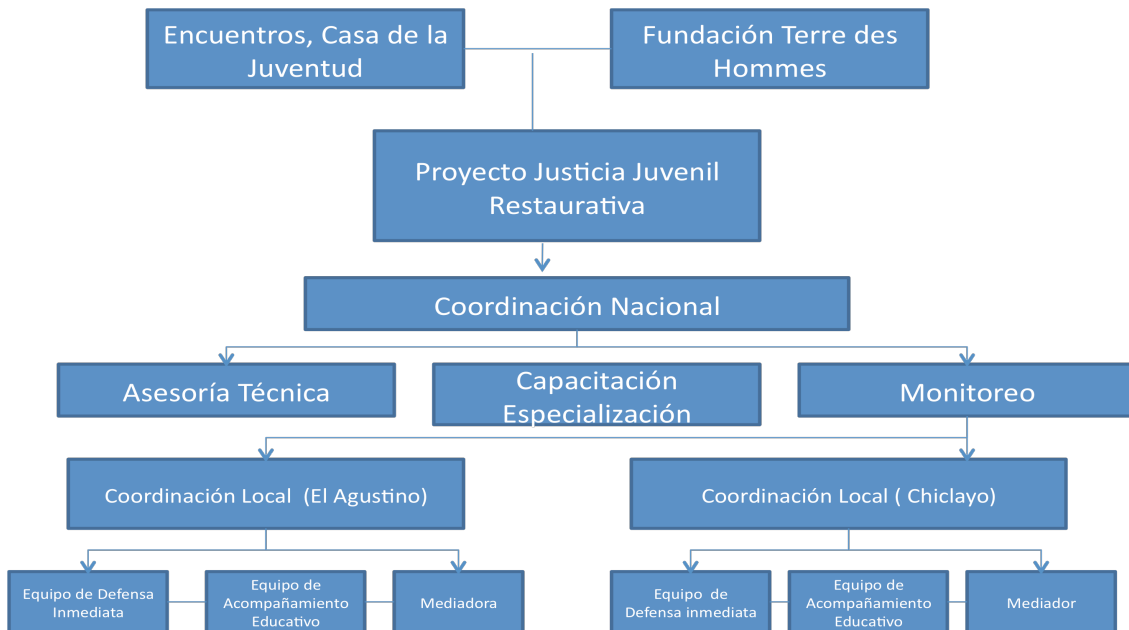 Encuentros, Casa de la
Juventud
Fundación Terre des
Hommes
Proyecto Justicia Juvenil
Restaurativa
Coordinación Nacional
Asesoría Técnica
Capacitación
Especialización
Monitoreo
Coordinación Local  (El Agustino)
Coordinación Local ( Chiclayo)
Equipo de Defensa
Inmediata
Equipo de
Acompañamiento
Educativo
Mediadora
Equipo  de
Defensa inmediata
Equipo de
Acompañamiento
Educativo
Mediador